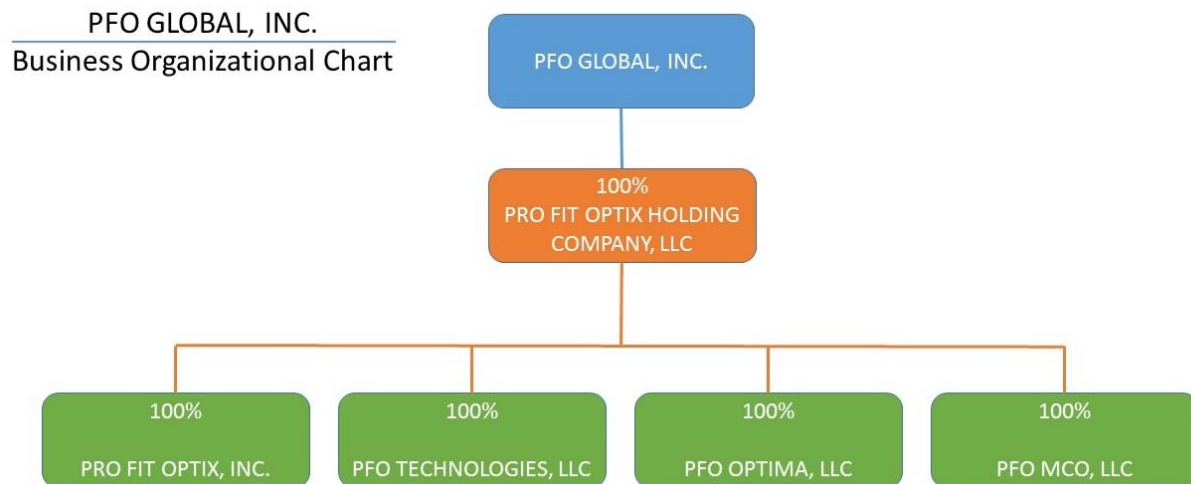 PFO GLOBAL, INC.
Business Organizational Chart
PFO GLOBAL, INC.
100%
PRO FIT OPTIX HOLDING
COMPANY, LLC
100%
PRO FIT OPTIX, INC.
100%
PFO TECHNOLOGIES, LLC
100%
PFO OPTIMA, LLC
100%
PFO MCO, LLC